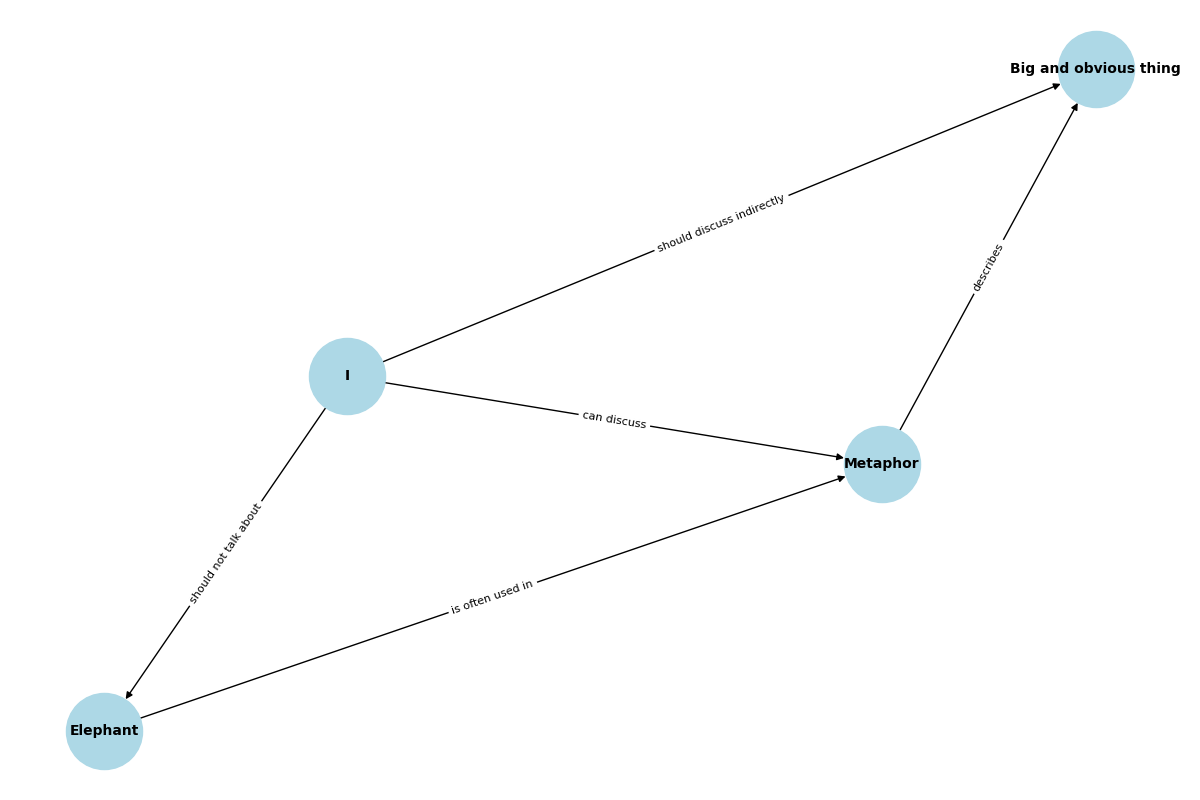 Big and obvious thing
should discuss indirectly
describes
I
can discuss
Metaphor
should not talk about
is often used in
Elephant